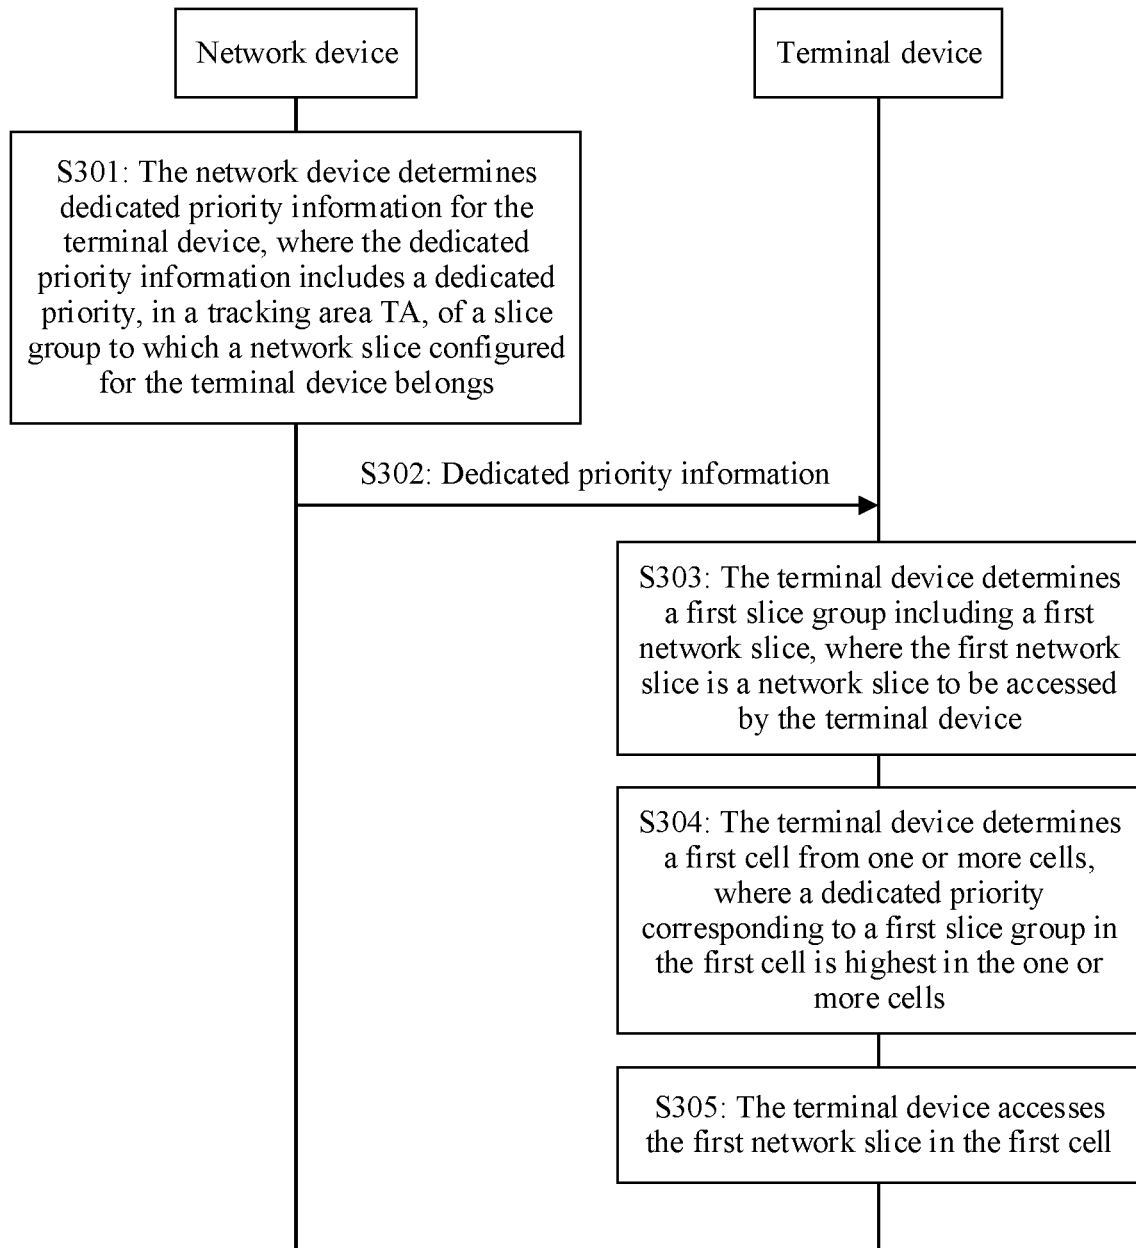 Network device
Terminal device
S301: The network device determines
dedicated priority information for the
terminal device, where the dedicated
priority information includes a dedicated
priority, in a tracking area TA, of a slice
group to which a network slice configured
for the terminal device belongs
S302: Dedicated priority information
S303: The terminal device determines
a first slice group including a first
network slice, where the first network
slice is a network slice to be accessed
by the terminal device
S304: The terminal device determines
a first cell from one or more cells,
where a dedicated priority
corresponding to a first slice group in
the first cell is highest in the one or
more cells
S305: The terminal device accesses
the first network slice in the first cell